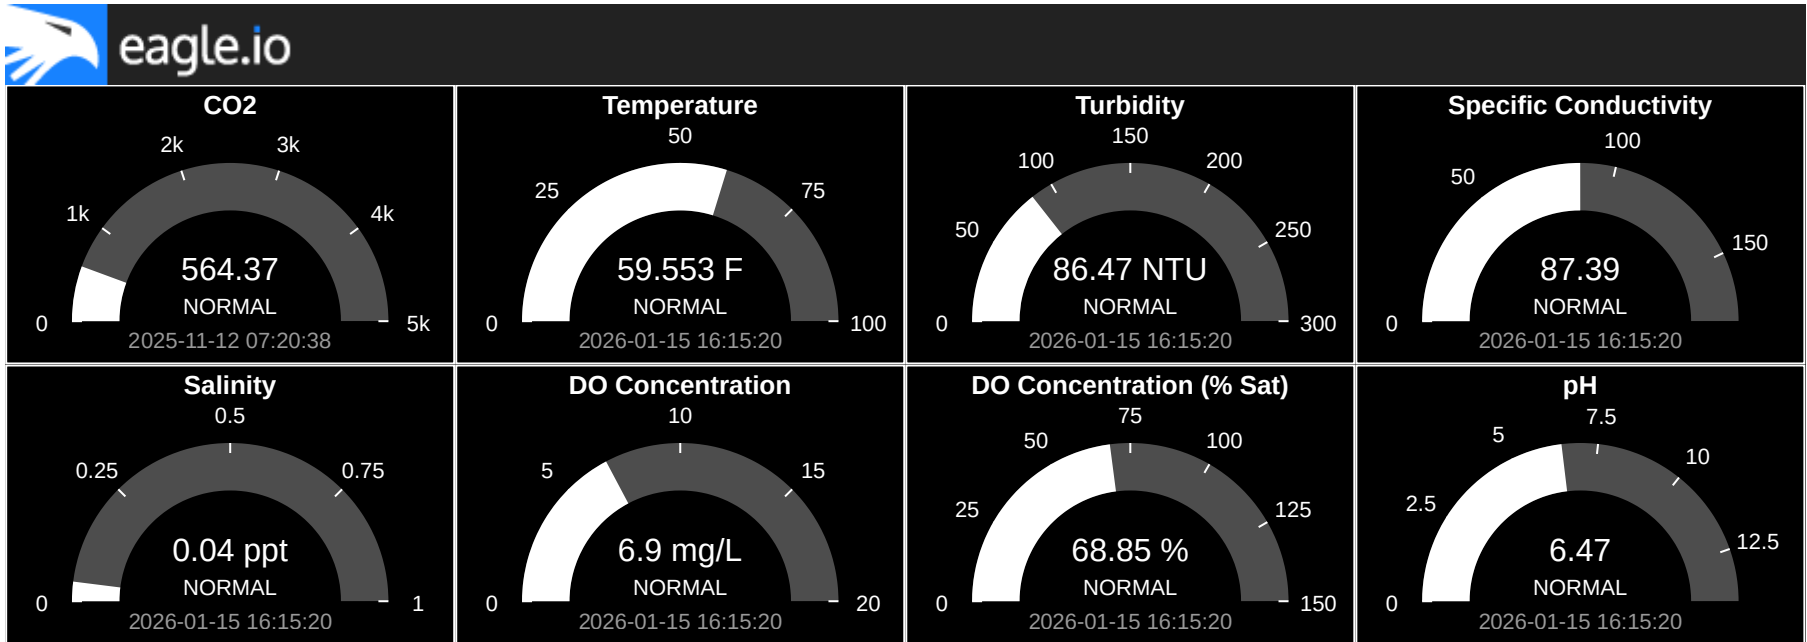 eagle.io
CO2
0
1k
2k
3k
4k
5k
564.37
NORMAL
2025-11-12 07:20:38
Temperature
0
25
50
75
100
59.553 F
NORMAL
2026-01-15 16:15:20
Turbidity
0
50
100
150
200
250
300
86.47 NTU
NORMAL
2026-01-15 16:15:20
Specific Conductivity
0
50
100
150
87.39
NORMAL
2026-01-15 16:15:20
Salinity
0
0.25
0.5
0.75
1
0.04 ppt
NORMAL
2026-01-15 16:15:20
DO Concentration
0
5
10
15
20
6.9 mg/L
NORMAL
2026-01-15 16:15:20
DO Concentration (% Sat)
0
25
50
75
100
125
150
68.85 %
NORMAL
2026-01-15 16:15:20
pH
0
2.5
5
7.5
10
12.5
6.47
NORMAL
2026-01-15 16:15:20